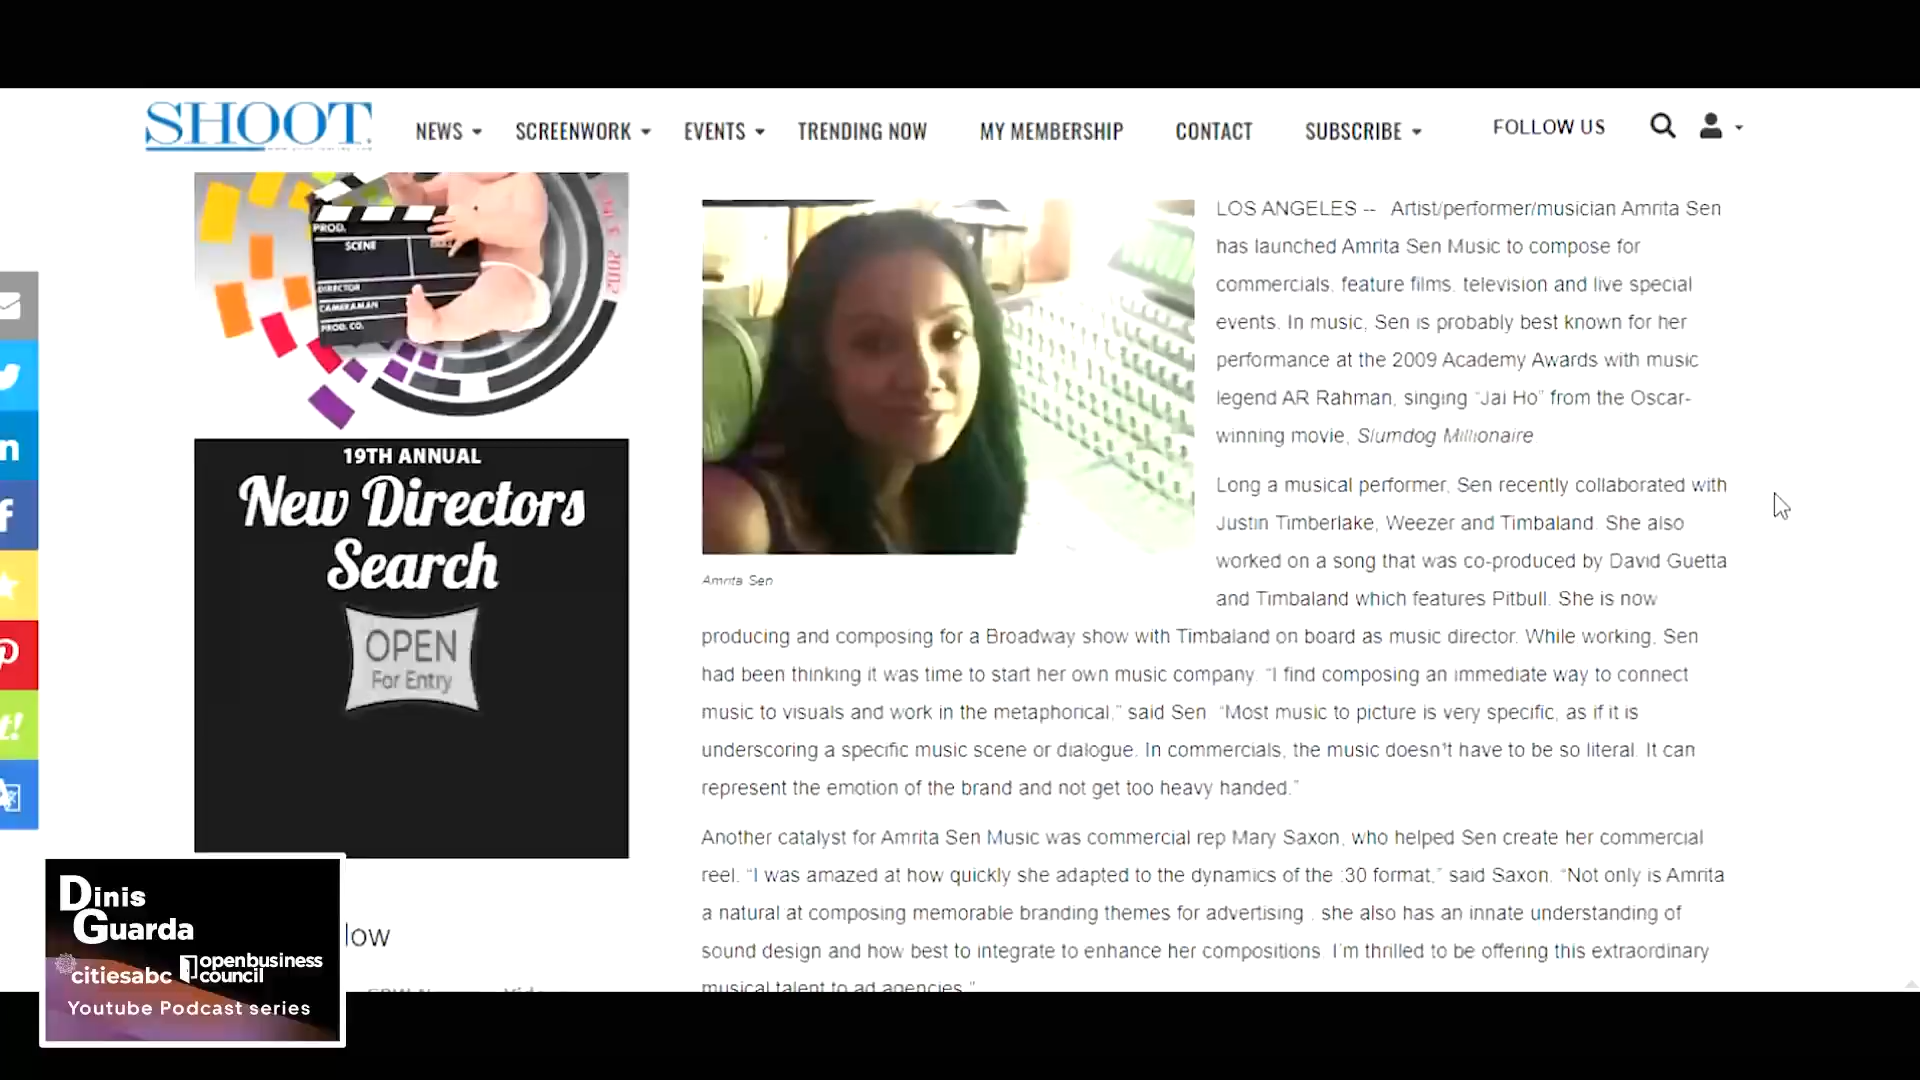 SHOOT
NEWS
SCREENWORK
EVENTS
TRENDING NOW
MY MEMBERSHIP
CONTACT
SUBSCRIBE
FOLLOW US
PROD.
SCENE
DIRECTOR
CAMERAMAN
PROD. CO.
19TH ANNUAL
New Directors
Search
OPEN
For Entry
Amrita Sen
LOS ANGELES -- Artist/performer/musician Amrita Sen
has launched Amrita Sen Music to compose for
commercials, feature films, television and live special
events. In music, Sen is probably best known for her
performance at the 2009 Academy Awards with music
legend AR Rahman, singing “Jai Ho” from the Oscar-
winning movie, Slumdog Millionaire.
Long a musical performer, Sen recently collaborated with
Justin Timberlake, Weezer and Timbaland. She also
worked on a song that was co-produced by David Guetta
and Timbaland which features Pitbull. She is now
producing and composing for a Broadway show with Timbaland on board as music director. While working, Sen
had been thinking it was time to start her own music company. “I find composing an immediate way to connect
music to visuals and work in the metaphorical,” said Sen. “Most music to picture is very specific, as if it is
underscoring a specific music scene or dialogue. In commercials, the music doesn’t have to be so literal. It can
represent the emotion of the brand and not get too heavy handed.”
Another catalyst for Amrita Sen Music was commercial rep Mary Saxon, who helped Sen create her commercial
reel. “I was amazed at how quickly she adapted to the dynamics of the :30 format,” said Saxon. “Not only is Amrita
a natural at composing memorable branding themes for advertising , she also has an innate understanding of
sound design and how best to integrate to enhance her compositions. I’m thrilled to be offering this extraordinary
musical talent to ad agencies.”
low
Dinis
Guarda
citiesabc
openbusiness
council
Youtube Podcast series